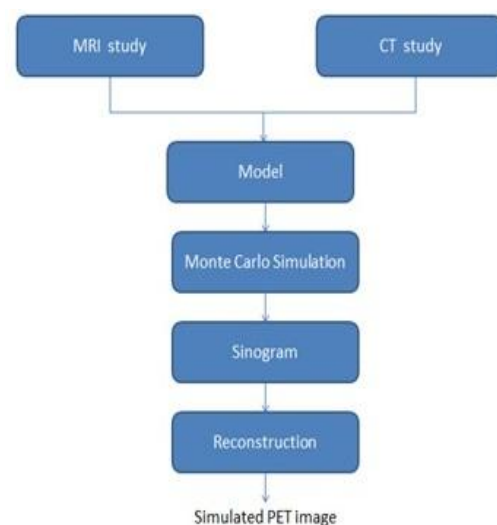 MRI study
CT study
Model
Monte Carlo Simulation
Sinogram
Reconstruction
Simulated PET image